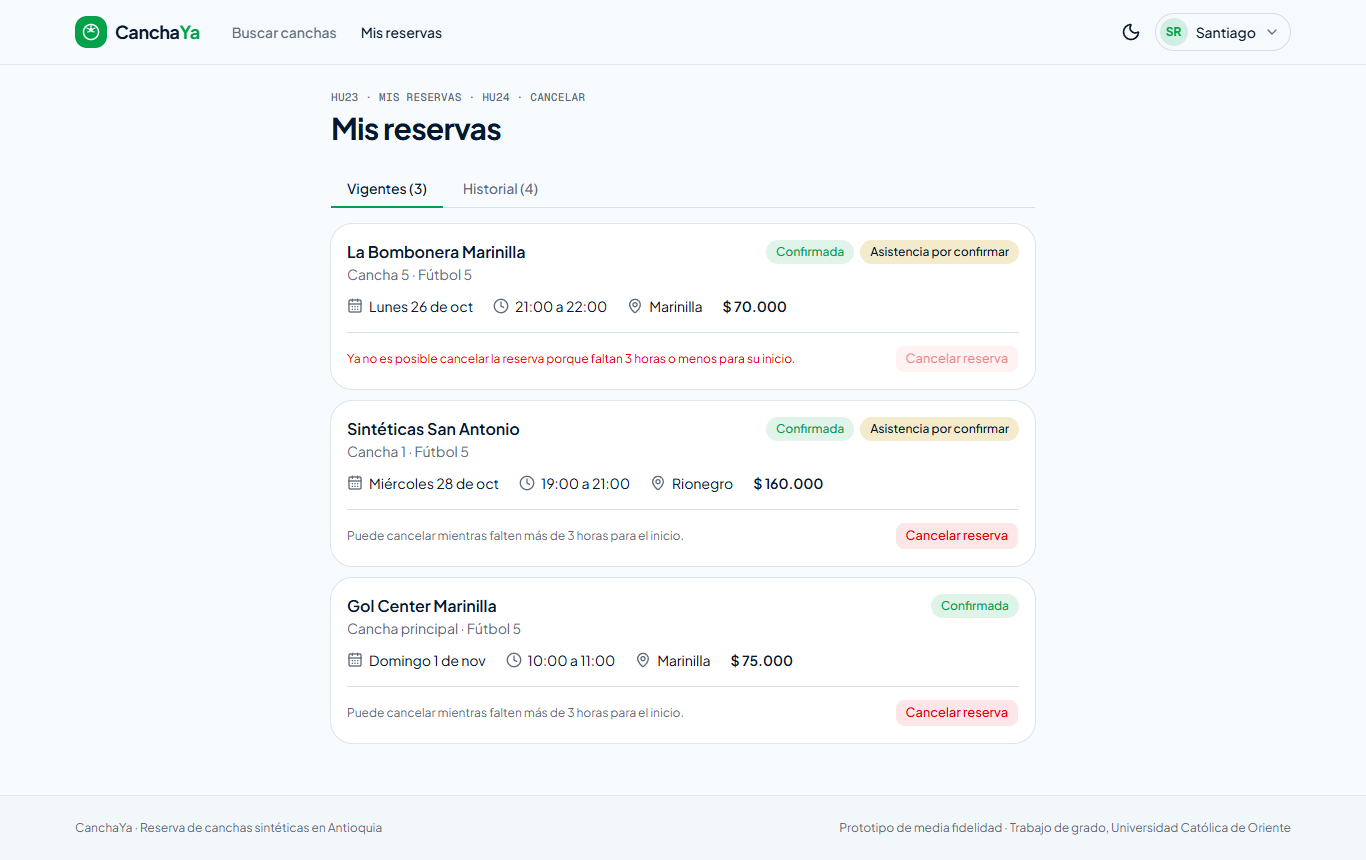 CanchaYa Buscar canchas Mis reservas SR Santiago
HU23 · MIS RESERVAS · HU24 · CANCELAR
Mis reservas
Vigentes (3) Historial (4)
La Bombonera Marinilla Confirmada Asistencia por confirmar
Cancha 5 · Fútbol 5
Lunes 26 de oct 21:00 a 22:00 Marinilla $ 70.000
Ya no es posible cancelar la reserva porque faltan 3 horas o menos para su inicio. Cancelar reserva
Sintéticas San Antonio Confirmada Asistencia por confirmar
Cancha 1 · Fútbol 5
Miércoles 28 de oct 19:00 a 21:00 Rionegro $ 160.000
Puede cancelar mientras falten más de 3 horas para el inicio. Cancelar reserva
Gol Center Marinilla Confirmada
Cancha principal · Fútbol 5
Domingo 1 de nov 10:00 a 11:00 Marinilla $ 75.000
Puede cancelar mientras falten más de 3 horas para el inicio. Cancelar reserva
CanchaYa · Reserva de canchas sintéticas en Antioquia Prototipo de media fidelidad · Trabajo de grado, Universidad Católica de Oriente